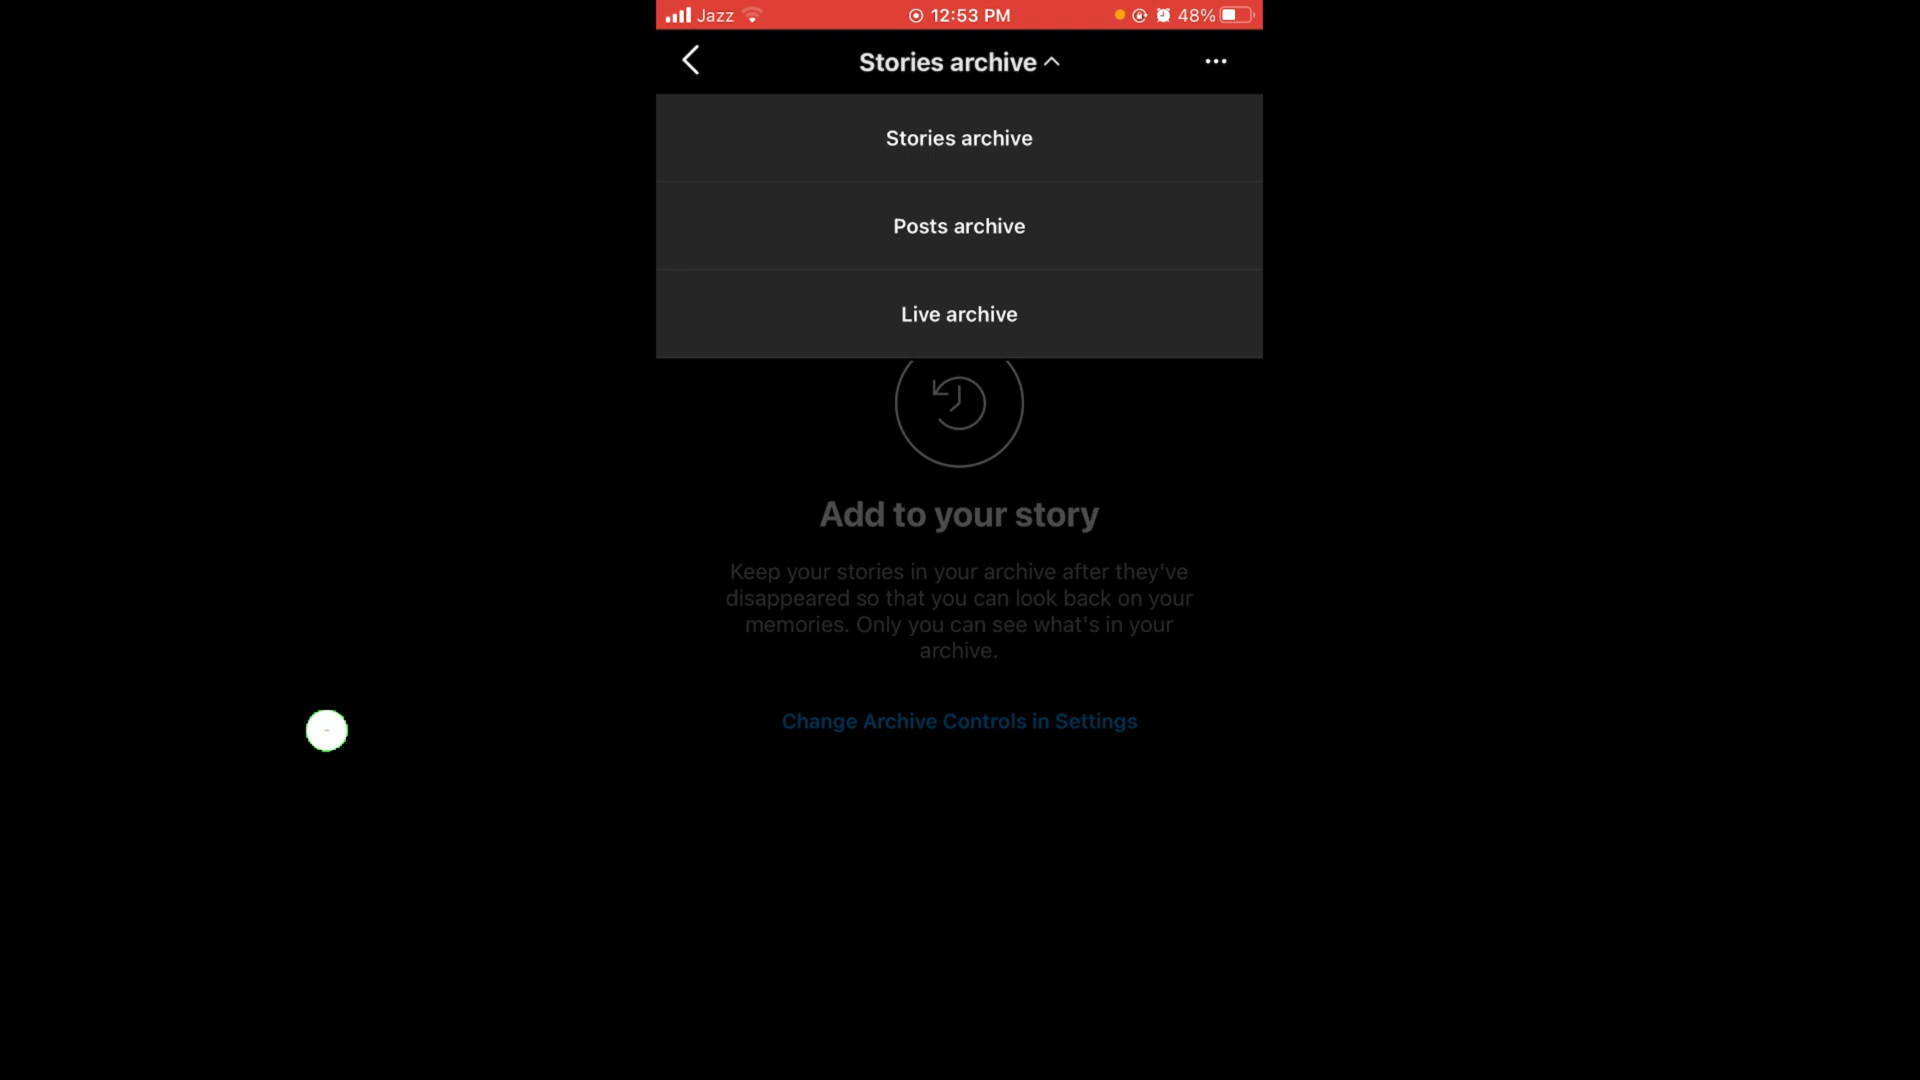 Jazz 12:53 PM 48%
Stories archive
Stories archive
Posts archive
Live archive
Add to your story
Keep your stories in your archive after they've
disappeared so that you can look back on your
memories. Only you can see what's in your
archive.
Change Archive Controls in Settings